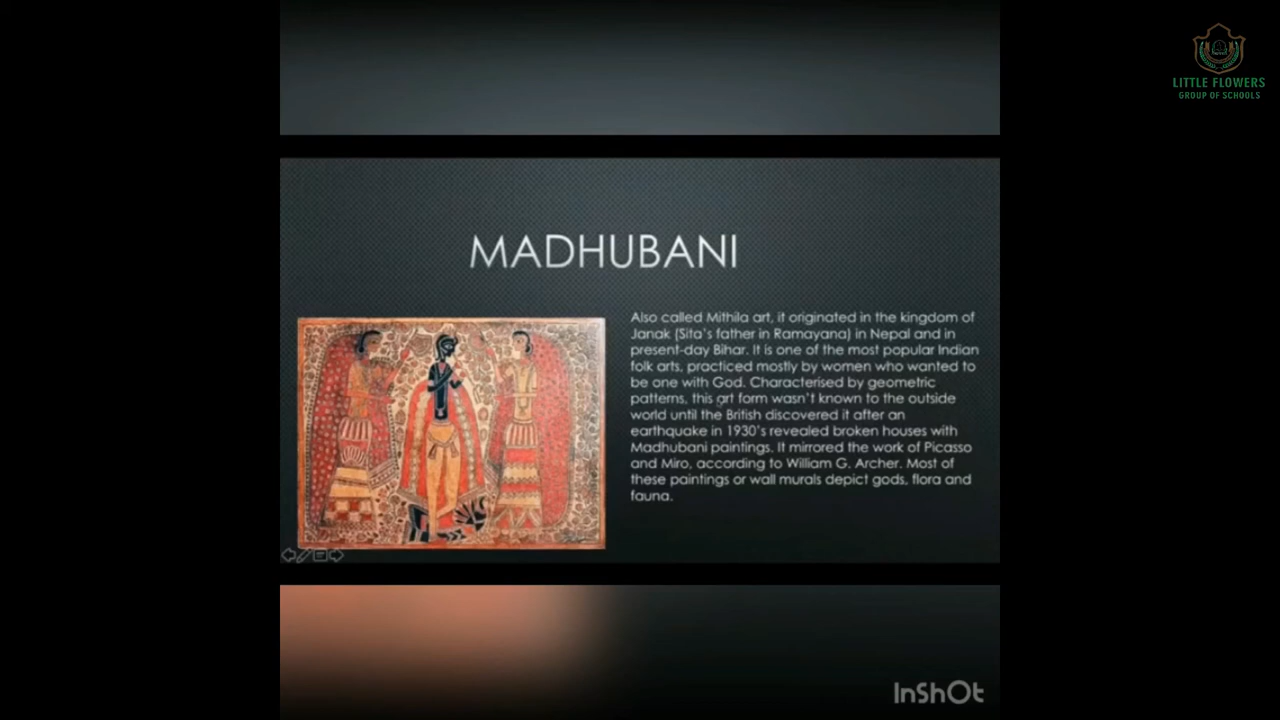 LITTLE FLOWERS
GROUP OF SCHOOLS
MADHUBANI
Also called Mithila art, it originated in the kingdom of
Janak (Sita's father in Ramayana) in Nepal and in
present-day Bihar. It is one of the most popular Indian
folk arts, practiced mostly by women who wanted to
be one with God. Characterised by geometric
patterns, this art form wasn't known to the outside
world until the British discovered it after an
earthquake in 1930's revealed broken houses with
Madhubani paintings. It mirrored the work of Picasso
and Miro, according to William G. Archer. Most of
these paintings or wall murals depict gods, flora and
fauna.
InShOt